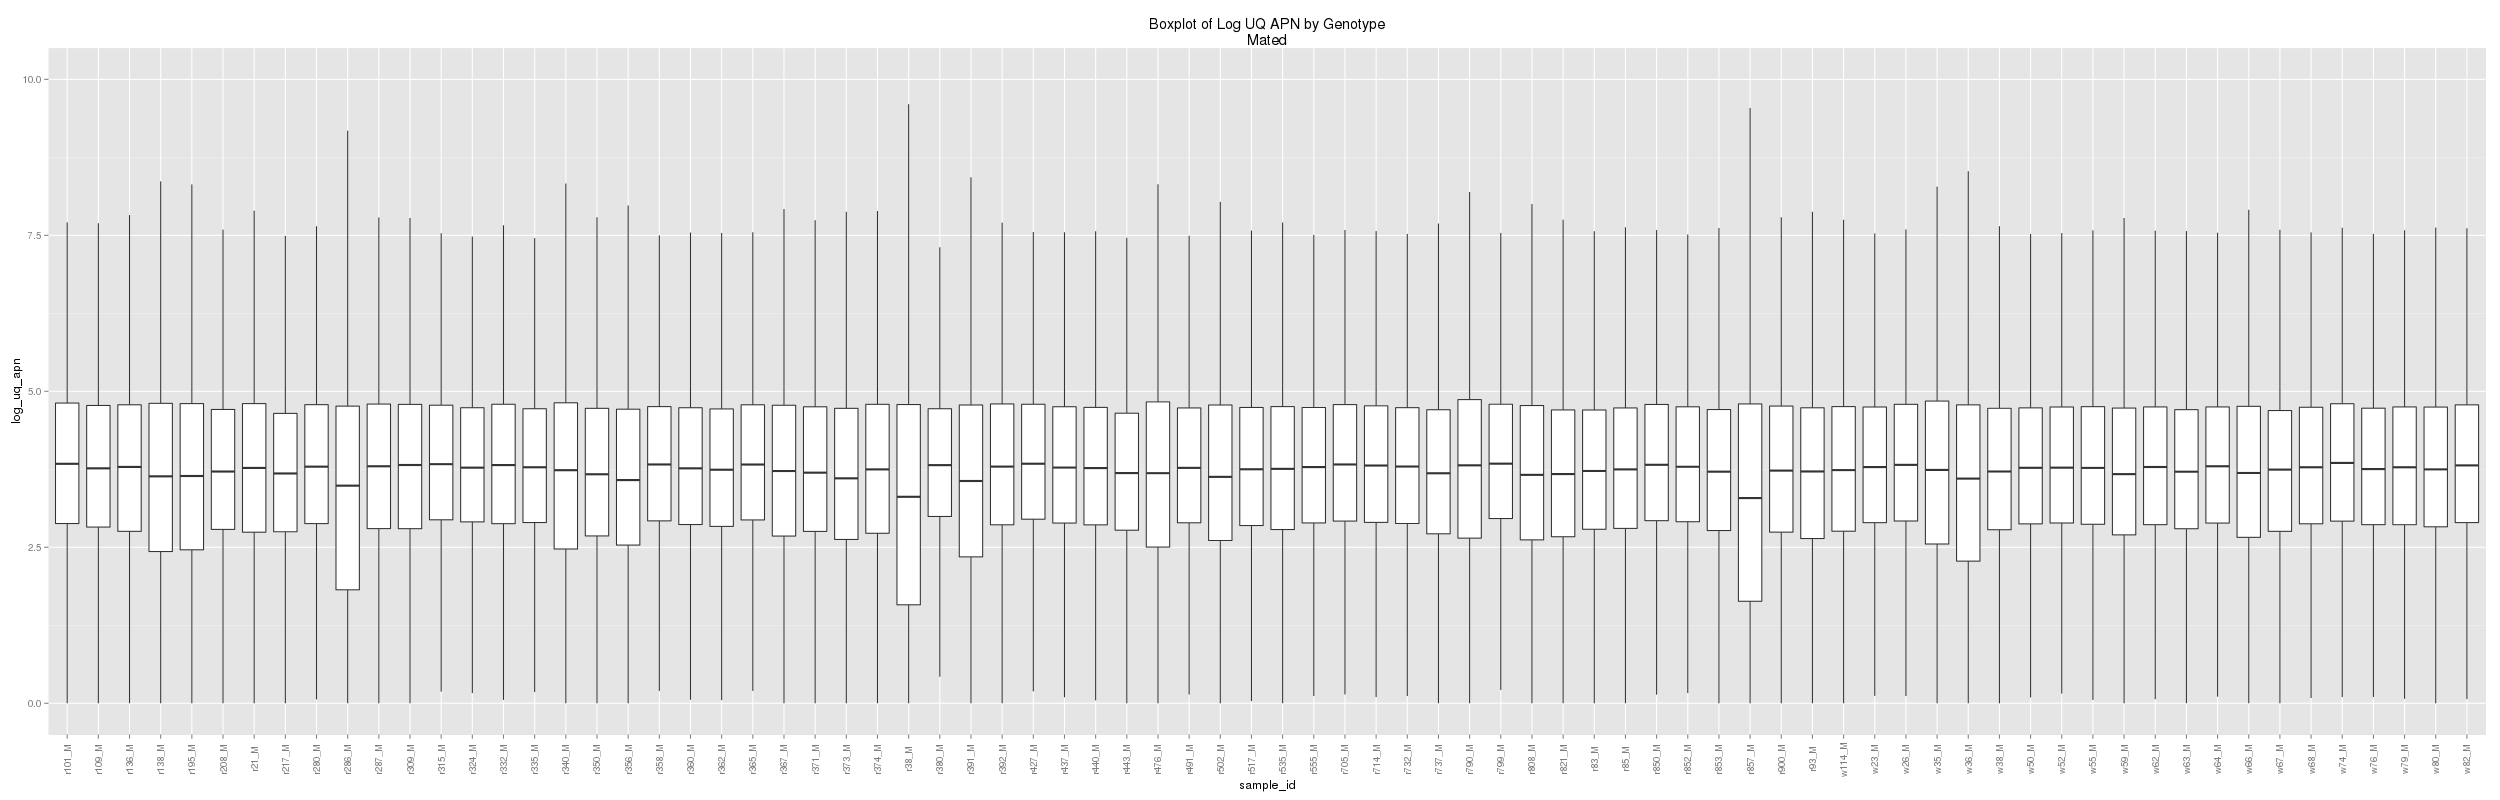 Boxplot of Log UQ APN by Genotype
Mated
log_uq_apn
10.0
7.5
5.0
2.5
0.0
r101_M
r109_M
r136_M
r138_M
r195_M
r208_M
r21_M
r217_M
r280_M
r286_M
r287_M
r309_M
r315_M
r324_M
r332_M
r335_M
r340_M
r350_M
r356_M
r358_M
r360_M
r362_M
r365_M
r367_M
r371_M
r373_M
r374_M
r38_M
r380_M
r391_M
r392_M
r427_M
r437_M
r440_M
r443_M
r476_M
r491_M
r502_M
r517_M
r535_M
r555_M
r705_M
r714_M
r732_M
r737_M
r790_M
r799_M
r808_M
r821_M
r83_M
r85_M
r850_M
r852_M
r853_M
r857_M
r900_M
r93_M
w114_M
w23_M
w26_M
w35_M
w36_M
w38_M
w50_M
w52_M
w55_M
w59_M
w62_M
w63_M
w64_M
w66_M
w67_M
w68_M
w74_M
w76_M
w79_M
w80_M
w82_M
sample_id